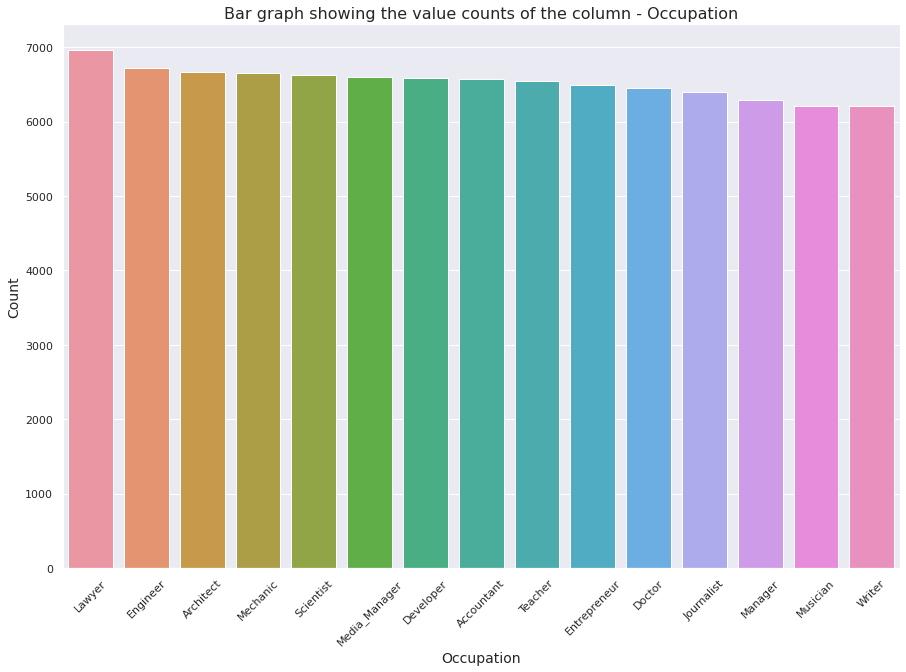 Bar graph showing the value counts of the column - Occupation
Count
7000
6000
5000
4000
3000
2000
1000
0
Lawyer
Engineer
Architect
Mechanic
Scientist
Media_Manager
Developer
Accountant
Teacher
Entrepreneur
Doctor
Journalist
Manager
Musician
Writer
Occupation